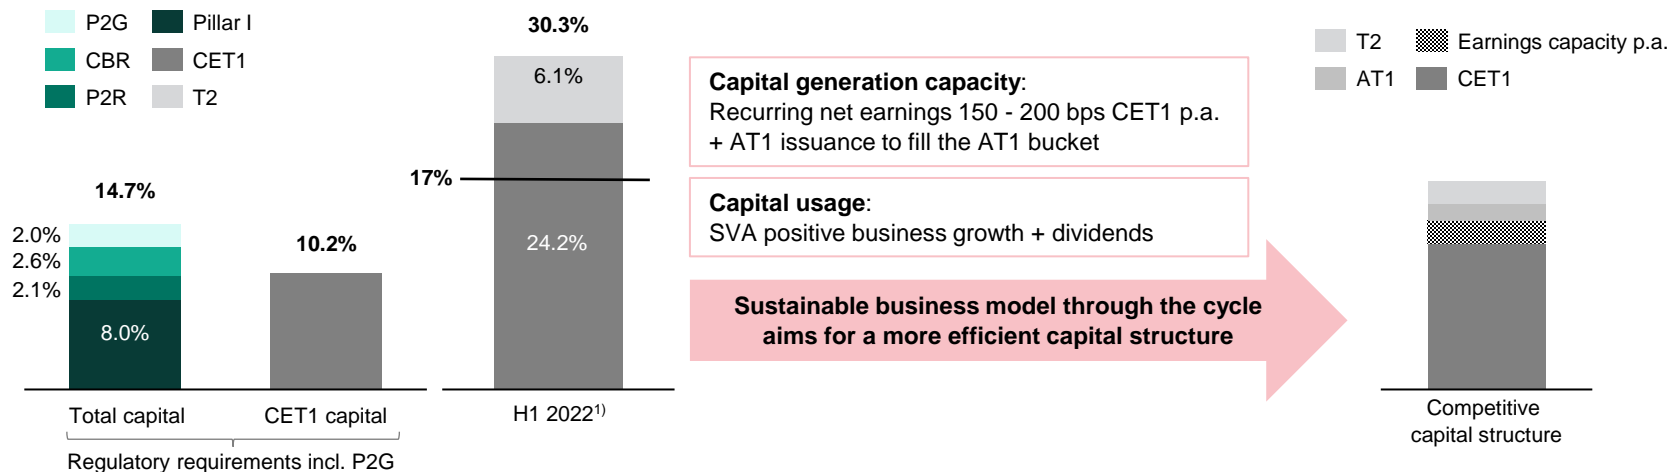 P2G
Pillar I
CBR
CET1
P2R
T2
14.7%
2.0%
2.6%
2.1%
8.0%
10.2%
Total capital
CET1 capital
Regulatory requirements incl. P2G
30.3%
6.1%
17%
24.2%
H1 2022¹⁾
Capital generation capacity:
Recurring net earnings 150 - 200 bps CET1 p.a.
+ AT1 issuance to fill the AT1 bucket
Capital usage:
SVA positive business growth + dividends
Sustainable business model through the cycle
aims for a more efficient capital structure
T2
Earnings capacity p.a.
AT1
CET1
Competitive
capital structure